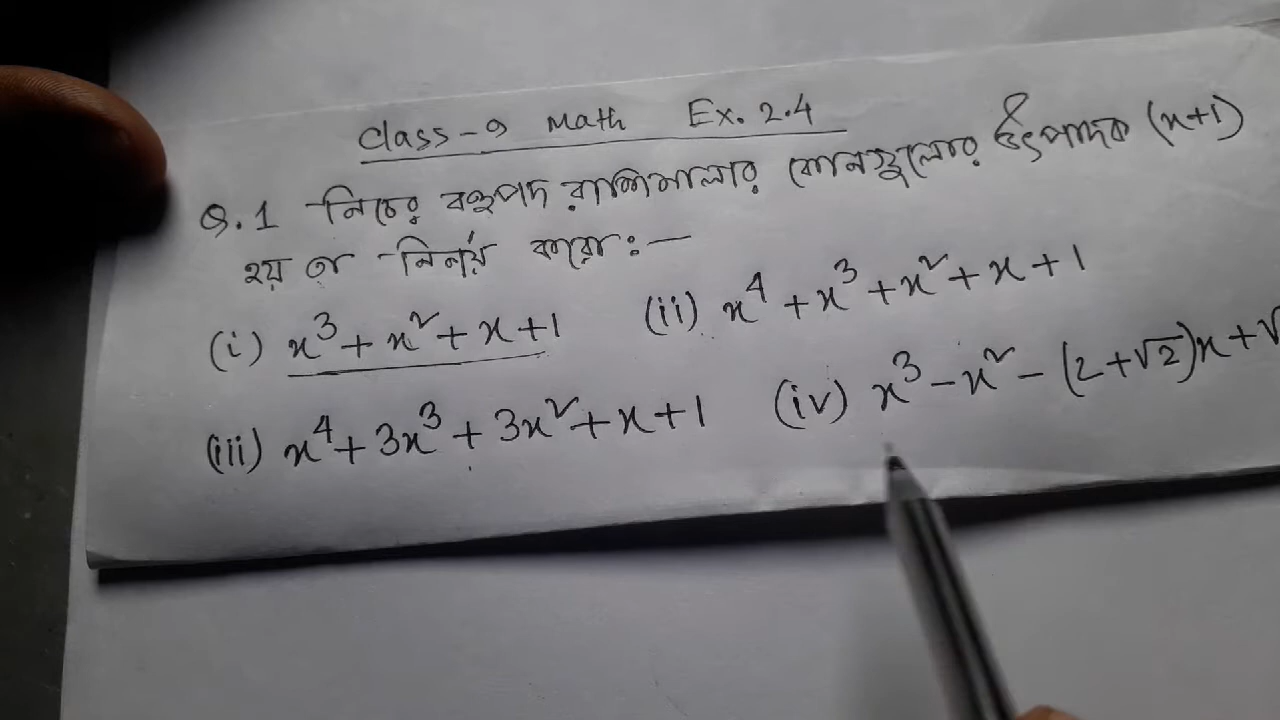 Class-9 Math Ex. 2.4
Q.1 নিচের বহুপদ রাশিমালার কোনগুলোর উৎপাদক (x+1)
হয় তা নির্নয় করো:—
(i) x³+x²+x+1 (ii) x⁴+x³+x²+x+1
(iii) x⁴+3x³+3x²+x+1 (iv) x³-x²-(2+√2)x+√